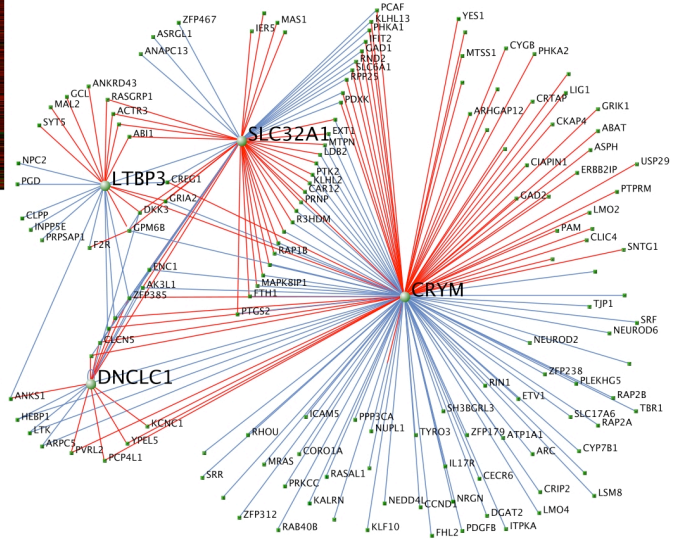 PCAF
ZFP467
MAS1
YES1
KLHL13
ASRGL1
IER5
PHKA1
IFIT2
CYGB
ANAPC13
GAD1
MTSS1
PHKA2
RND2
SLC6A1
RPP25
ANKRD43
GCL
RASGRP1
PDXK
CRTAP
LIG1
MAL2
ACTR3
ARHGAP12
GRIK1
SYT5
CKAP4
ABI1
SLC32A1
EXT1
ABAT
MTPN
LDB2
ASPH
NPC2
CIAPIN1
USP29
PTK2
ERBB2IP
PGD
LTBP3
CREG1
KLHL2
CAR12
PTPRM
GRIA2
PRNP
GAD2
DKK3
LMO2
CLPP
R3HDM
INPP5E
GPM6B
PAM
PRPSAP1
CLIC4
F2R
RAP1B
SNTG1
ENC1
AK3L1
MAPK8IP1
ZFP385
FTH1
CRYM
TJP1
PTGS2
SRF
NEUROD6
CLCN5
NEUROD2
DNCLC1
ZFP238
PLEKHG5
RIN1
ANKS1
ETV1
RAP2B
TBR1
HEBP1
ICAM5
PPP3CA
SH3BGRL3
SLC17A6
KCNC1
NUPL1
RAP2A
LTK
RHOU
TYRO3
ZFP179
ATP1A1
ARPC5
YPEL5
CORO1A
ARC
CYP7B1
PVRL2
PCP4L1
MRAS
IL17R
SRR
RASAL1
CECR6
PRKCC
CRIP2
LSM8
KALRN
NEDD4L
CCND1
NRGN
ZFP312
DGAT2
LMO4
RAB40B
KLF10
FHL2
PDGFB
ITPKA